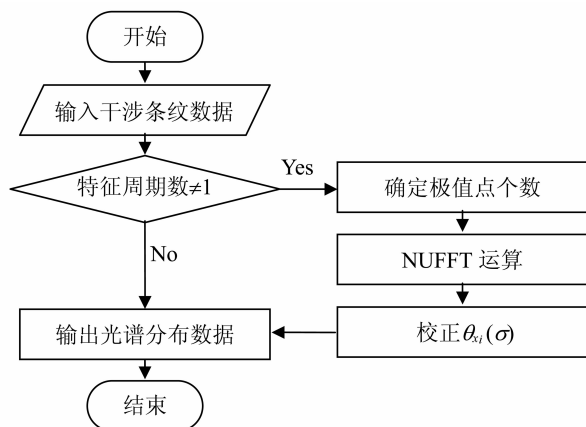 开始
输入干涉条纹数据
特征周期数≠1
Yes
确定极值点个数
No
NUFFT 运算
校正θxi(σ)
输出光谱分布数据
结束